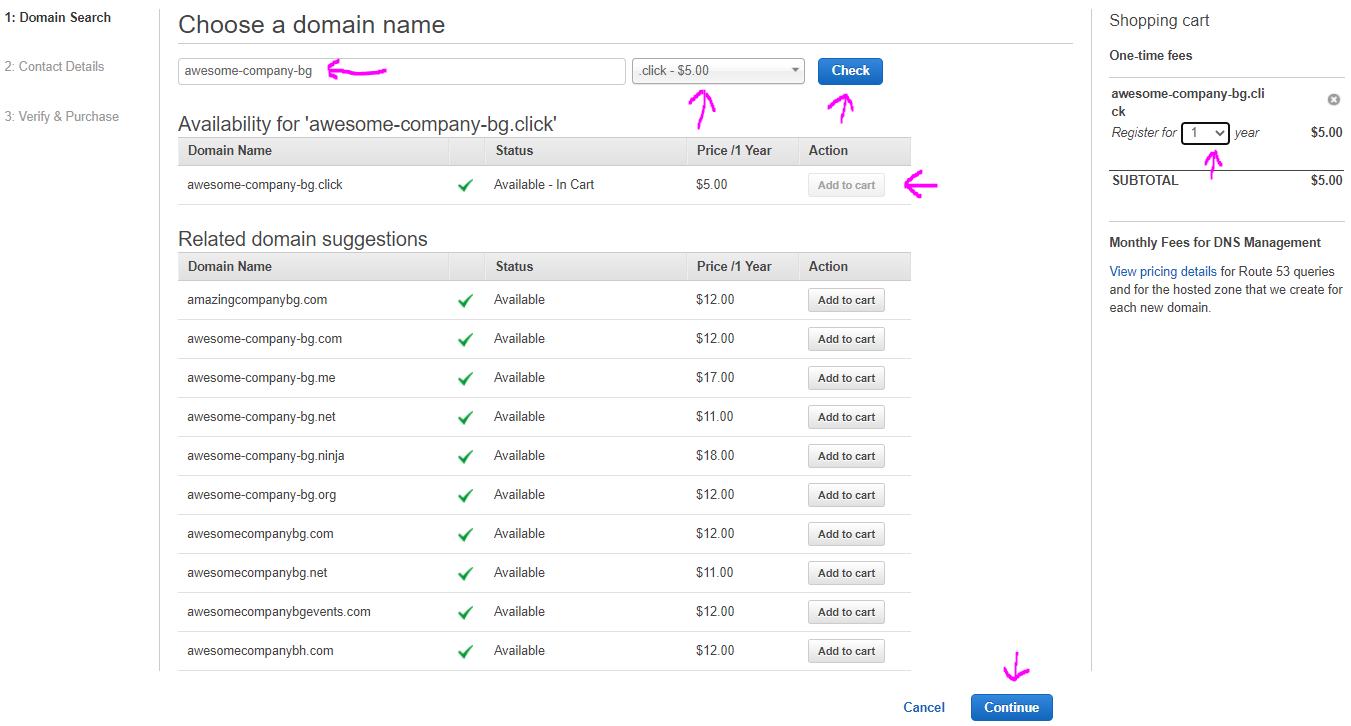 1: Domain Search
2: Contact Details
3: Verify & Purchase
Choose a domain name
awesome-company-bg
.click - $5.00
Check
Availability for 'awesome-company-bg.click'
Domain Name Status Price /1 Year Action
awesome-company-bg.click Available - In Cart $5.00 Add to cart
Related domain suggestions
Domain Name Status Price /1 Year Action
amazingcompanybg.com Available $12.00 Add to cart
awesome-company-bg.com Available $12.00 Add to cart
awesome-company-bg.me Available $17.00 Add to cart
awesome-company-bg.net Available $11.00 Add to cart
awesome-company-bg.ninja Available $18.00 Add to cart
awesome-company-bg.org Available $12.00 Add to cart
awesomecompanybg.com Available $12.00 Add to cart
awesomecompanybg.net Available $11.00 Add to cart
awesomecompanybgevents.com Available $12.00 Add to cart
awesomecompanybh.com Available $12.00 Add to cart
Cancel Continue
Shopping cart
One-time fees
awesome-company-bg.cli
ck
Register for 1 year $5.00
SUBTOTAL $5.00
Monthly Fees for DNS Management
View pricing details for Route 53 queries
and for the hosted zone that we create for
each new domain.